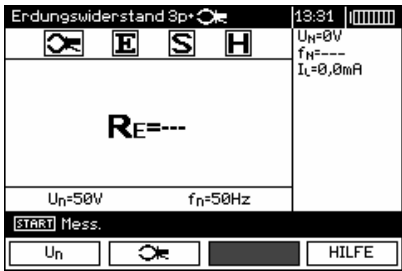 Erdungswiderstand 3p+
13:31
E S H
UN=0V
fN=---
IL=0,0mA
RE=---
Un=50V fn=50Hz
START Mess.
Un HILFE